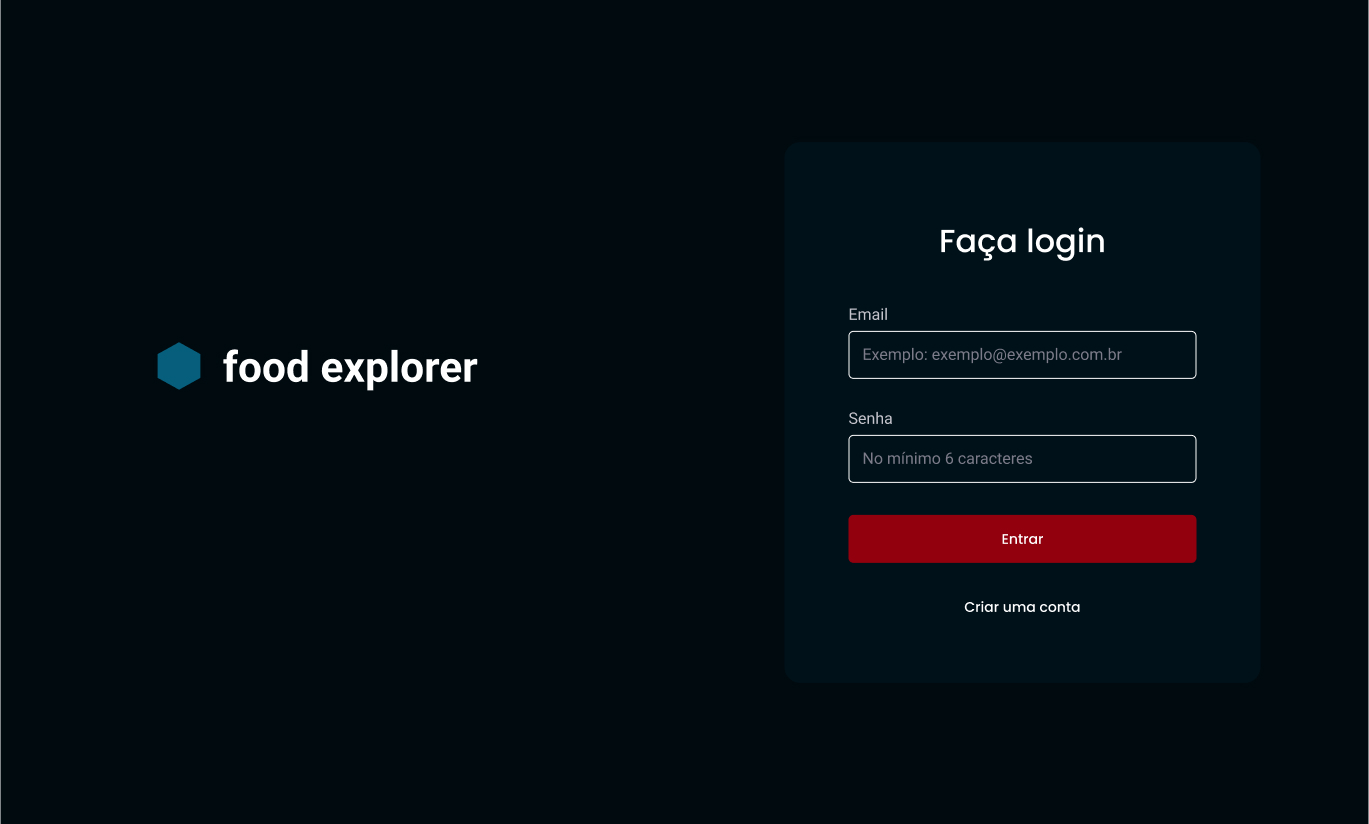 food explorer
Faça login
Email
Exemplo: exemplo@exemplo.com.br
Senha
No mínimo 6 caracteres
Entrar
Criar uma conta